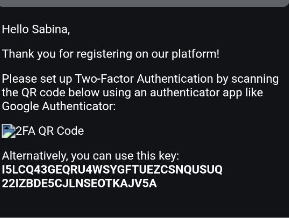 Hello Sabina,
Thank you for registering on our platform!
Please set up Two-Factor Authentication by scanning
the QR code below using an authenticator app like
Google Authenticator:
2FA QR Code
Alternatively, you can use this key:
I5LCQ43GEQRU4WSYGFTUEZCSNQUSUQ
22IZBDE5CJLNSEOTKAJV5A